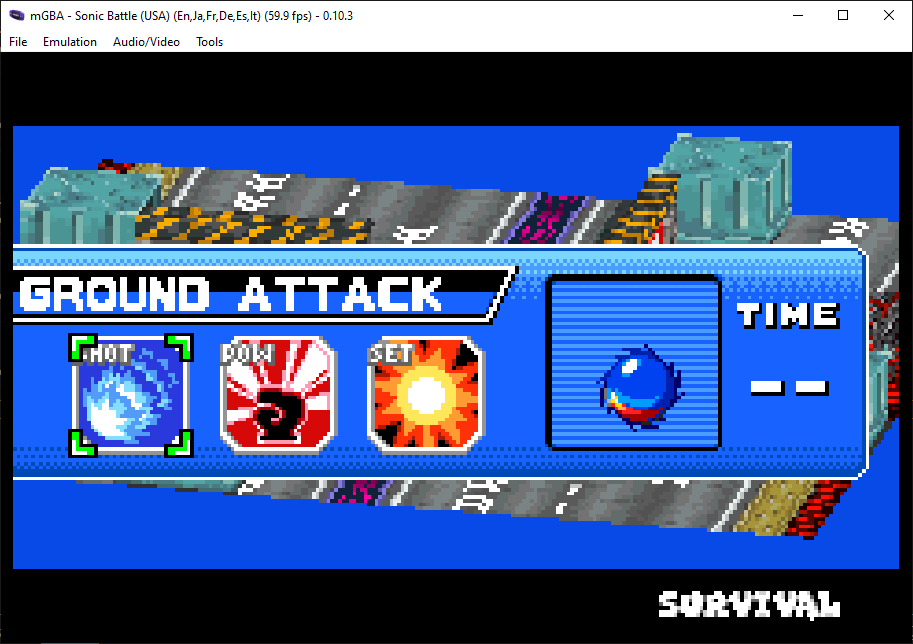 mGBA - Sonic Battle (USA) (En,Ja,Fr,De,Es,It) (59.9 fps) - 0.10.3
File Emulation Audio/Video Tools
GROUND ATTACK
TIME
SHOT POW SET
--
SURVIVAL